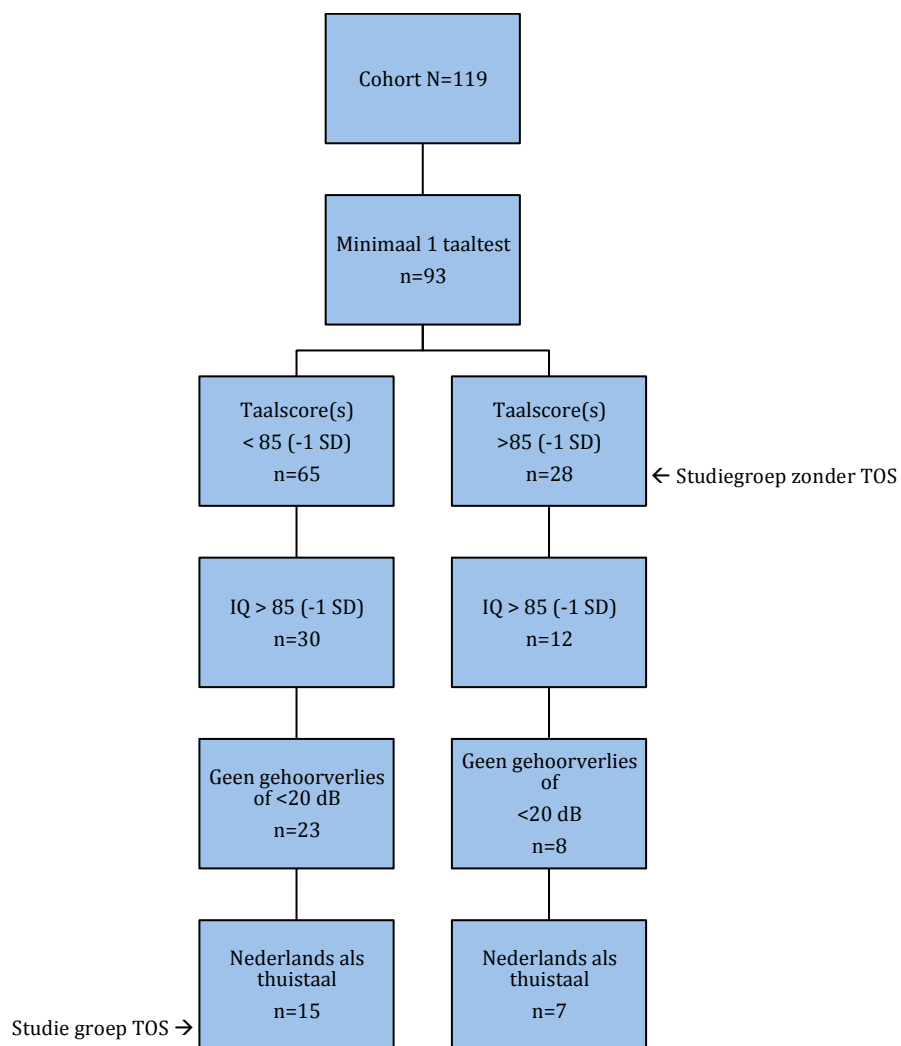 Cohort N=119
Minimaal 1 taaltest
n=93
Taalscore(s)
< 85 (-1 SD)
n=65
Taalscore(s)
>85 (-1 SD)
n=28
← Studiegroep zonder TOS
IQ > 85 (-1 SD)
n=30
IQ > 85 (-1 SD)
n=12
Geen gehoorverlies
of <20 dB
n=23
Geen gehoorverlies
of
<20 dB
n=8
Nederlands als
thuistaal
n=15
Nederlands als
thuistaal
n=7
Studie groep TOS →